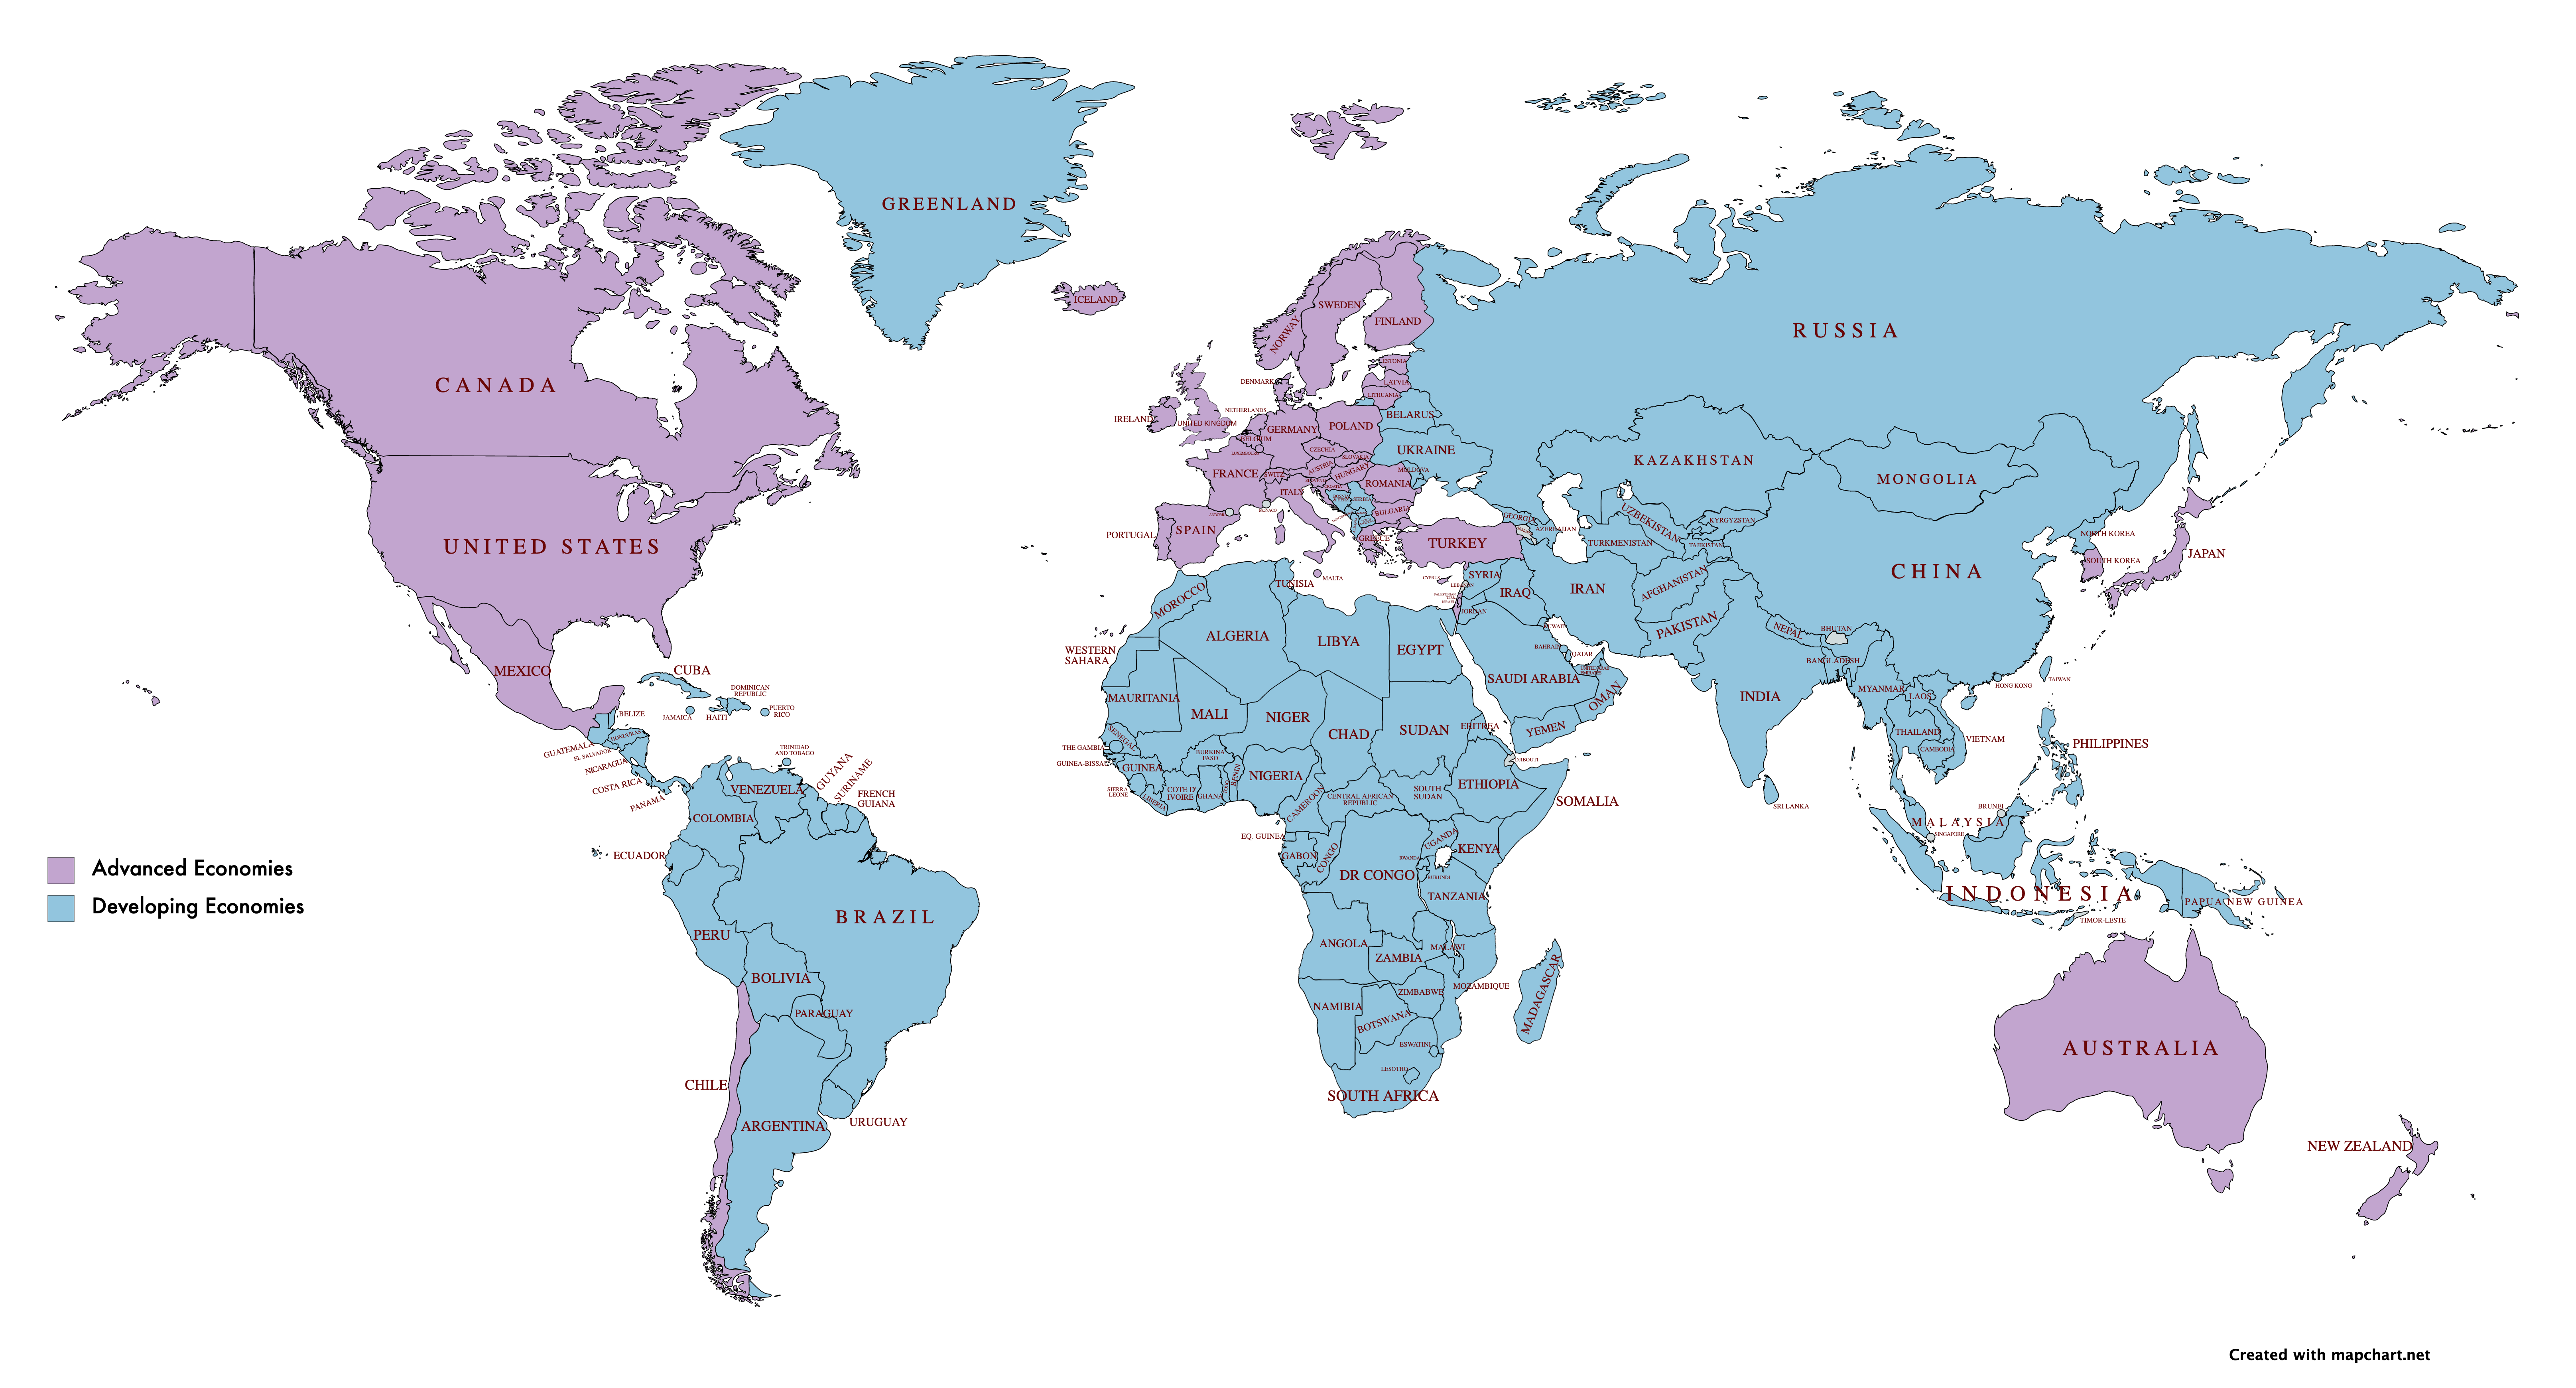 GREENLAND
ICELAND
CANADA
UNITED STATES
MEXICO
CUBA
DOMINICAN
REPUBLIC
PUERTO
RICO
JAMAICA
HAITI
BELIZE
GUATEMALA
HONDURAS
EL SALVADOR
NICARAGUA
COSTA RICA
PANAMA
TRINIDAD
AND TOBAGO
VENEZUELA
GUYANA
SURINAME
FRENCH
GUIANA
COLOMBIA
ECUADOR
PERU
BRAZIL
BOLIVIA
PARAGUAY
CHILE
ARGENTINA
URUGUAY
NORWAY
SWEDEN
FINLAND
ESTONIA
LATVIA
LITHUANIA
DENMARK
IRELAND
UNITED KINGDOM
NETHERLANDS
BELGIUM
LUXEMBOURG
GERMANY
POLAND
BELARUS
UKRAINE
CZECHIA
SLOVAKIA
AUSTRIA
HUNGARY
MOLDOVA
ROMANIA
FRANCE
SWITZ.
ITALY
MONACO
ANDORRA
SERBIA
BULGARIA
PORTUGAL
SPAIN
GREECE
TURKEY
MALTA
CYPRUS
RUSSIA
GEORGIA
AZERBAIJAN
KAZAKHSTAN
UZBEKISTAN
TURKMENISTAN
KYRGYZSTAN
TAJIKISTAN
MONGOLIA
CHINA
NORTH KOREA
SOUTH KOREA
JAPAN
SYRIA
LEBANON
ISRAEL
JORDAN
IRAQ
IRAN
KUWAIT
BAHRAIN
QATAR
UNITED ARAB
EMIRATES
SAUDI ARABIA
OMAN
YEMEN
AFGHANISTAN
PAKISTAN
INDIA
NEPAL
BHUTAN
BANGLADESH
SRI LANKA
MYANMAR
LAOS
THAILAND
CAMBODIA
VIETNAM
HONG KONG
TAIWAN
PHILIPPINES
BRUNEI
MALAYSIA
SINGAPORE
INDONESIA
TIMOR-LESTE
PAPUA NEW GUINEA
AUSTRALIA
NEW ZEALAND
MOROCCO
TUNISIA
ALGERIA
LIBYA
EGYPT
WESTERN
SAHARA
MAURITANIA
MALI
NIGER
CHAD
SUDAN
ERITREA
DJIBOUTI
SENEGAL
THE GAMBIA
GUINEA-BISSAU
GUINEA
SIERRA
LEONE
LIBERIA
COTE D'
IVOIRE
BURKINA
FASO
GHANA
TOGO
BENIN
NIGERIA
CAMEROON
CENTRAL AFRICAN
REPUBLIC
SOUTH
SUDAN
ETHIOPIA
SOMALIA
EQ. GUINEA
GABON
CONGO
DR CONGO
UGANDA
KENYA
RWANDA
BURUNDI
TANZANIA
ANGOLA
ZAMBIA
MALAWI
MOZAMBIQUE
ZIMBABWE
NAMIBIA
BOTSWANA
ESWATINI
LESOTHO
SOUTH AFRICA
MADAGASCAR
Advanced Economies
Developing Economies
Created with mapchart.net